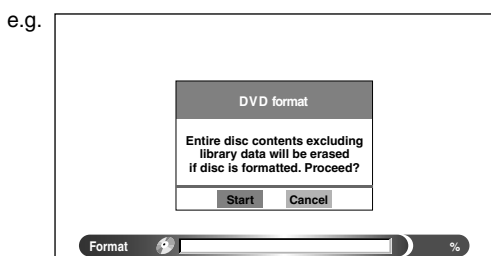 e.g.
DVD format
Entire disc contents excluding
library data will be erased
if disc is formatted. Proceed?
Start Cancel
Format %